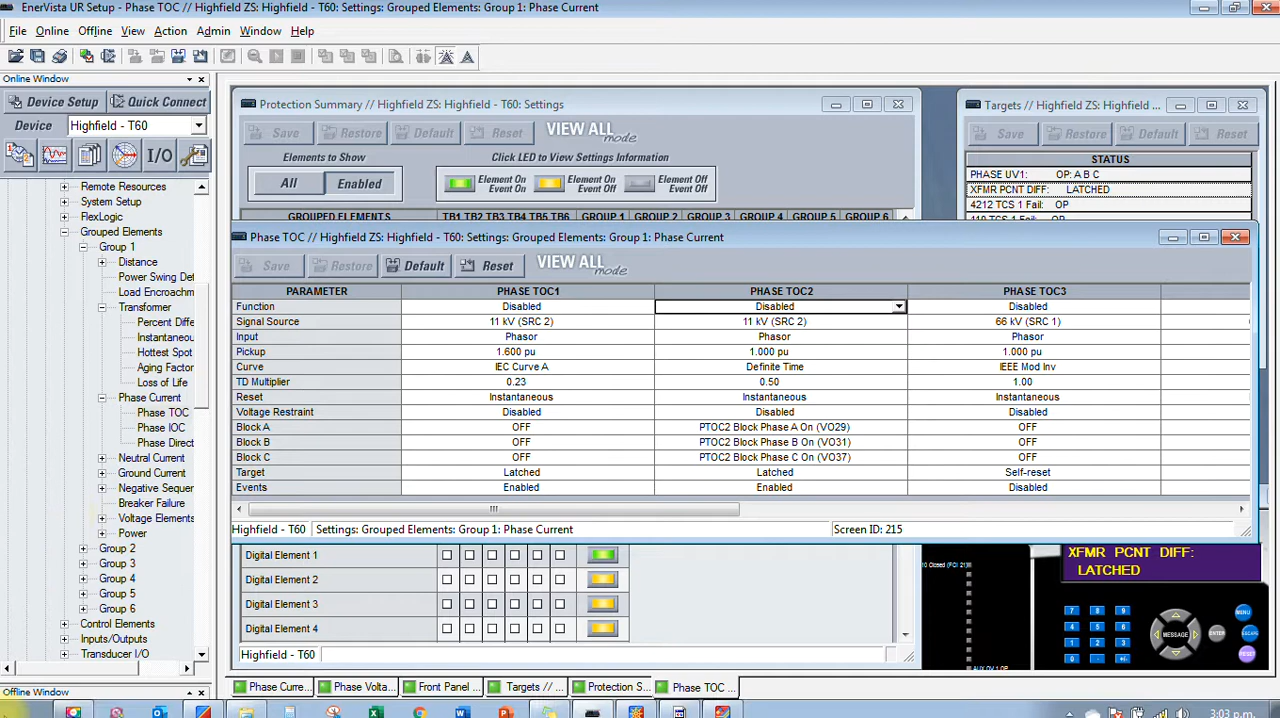 EnerVista UR Setup - Phase TOC // Highfield ZS: Highfield - T60: Settings: Grouped Elements: Group 1: Phase Current
File Online Offline View Action Admin Window Help
Online Window
Device Setup Quick Connect
Device Highfield - T60
I/O
Remote Resources
System Setup
FlexLogic
Grouped Elements
Group 1
Distance
Power Swing Det
Load Encroachm
Transformer
Percent Diffe
Instantaneou
Hottest Spot
Aging Factor
Loss of Life
Phase Current
Phase TOC
Phase IOC
Phase Direct
Neutral Current
Ground Current
Negative Sequer
Breaker Failure
Voltage Elements
Power
Group 2
Group 3
Group 4
Group 5
Group 6
Control Elements
Inputs/Outputs
Transducer I/O
Offline Window
Protection Summary // Highfield ZS: Highfield - T60: Settings
Save Restore Default Reset VIEW ALL mode
Elements to Show
All Enabled
Click LED to View Settings Information
Element On Event On
Element On Event Off
Element Off Event Off
GROUPED ELEMENTS TB1 TB2 TB3 TB4 TB5 TB6 GROUP 1 GROUP 2 GROUP 3 GROUP 4 GROUP 5 GROUP 6
Targets // Highfield ZS: Highfield ...
Save Restore Default Reset
STATUS
PHASE UV1: OP: A B C
XFMR PCNT DIFF: LATCHED
4212 TCS 1 Fail: OP
Phase TOC // Highfield ZS: Highfield - T60: Settings: Grouped Elements: Group 1: Phase Current
Save Restore Default Reset VIEW ALL mode
PARAMETER PHASE TOC1 PHASE TOC2 PHASE TOC3
Function Disabled Disabled Disabled
Signal Source 11 kV (SRC 2) 11 kV (SRC 2) 66 kV (SRC 1)
Input Phasor Phasor Phasor
Pickup 1.600 pu 1.000 pu 1.000 pu
Curve IEC Curve A Definite Time IEEE Mod Inv
TD Multiplier 0.23 0.50 1.00
Reset Instantaneous Instantaneous Instantaneous
Voltage Restraint Disabled Disabled Disabled
Block A OFF PTOC2 Block Phase A On (VO29) OFF
Block B OFF PTOC2 Block Phase B On (VO31) OFF
Block C OFF PTOC2 Block Phase C On (VO37) OFF
Target Latched Latched Self-reset
Events Enabled Enabled Disabled
Highfield - T60 Settings: Grouped Elements: Group 1: Phase Current Screen ID: 215
Digital Element 1
Digital Element 2
Digital Element 3
Digital Element 4
Highfield - T60
XFMR PCNT DIFF:
LATCHED
7 8 9
4 5 6
1 2 3
0 . +/-
MESSAGE
MENU
ENTER
ESCAPE
RESET
Phase Curre... Phase Volta... Front Panel ... Targets // ... Protection S... Phase TOC ...
3:03 p.m.